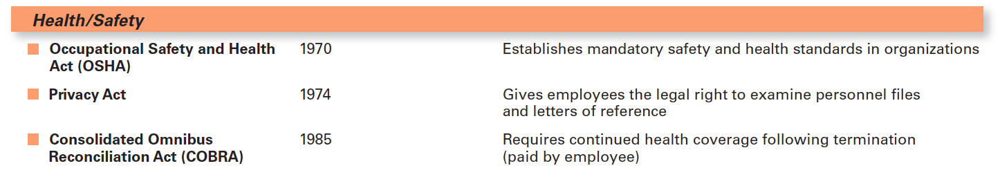 Health/Safety
Occupational Safety and Health 1970 Establishes mandatory safety and health standards in organizations
Act (OSHA)
Privacy Act 1974 Gives employees the legal right to examine personnel files
and letters of reference
Consolidated Omnibus 1985 Requires continued health coverage following termination
Reconciliation Act (COBRA) (paid by employee)